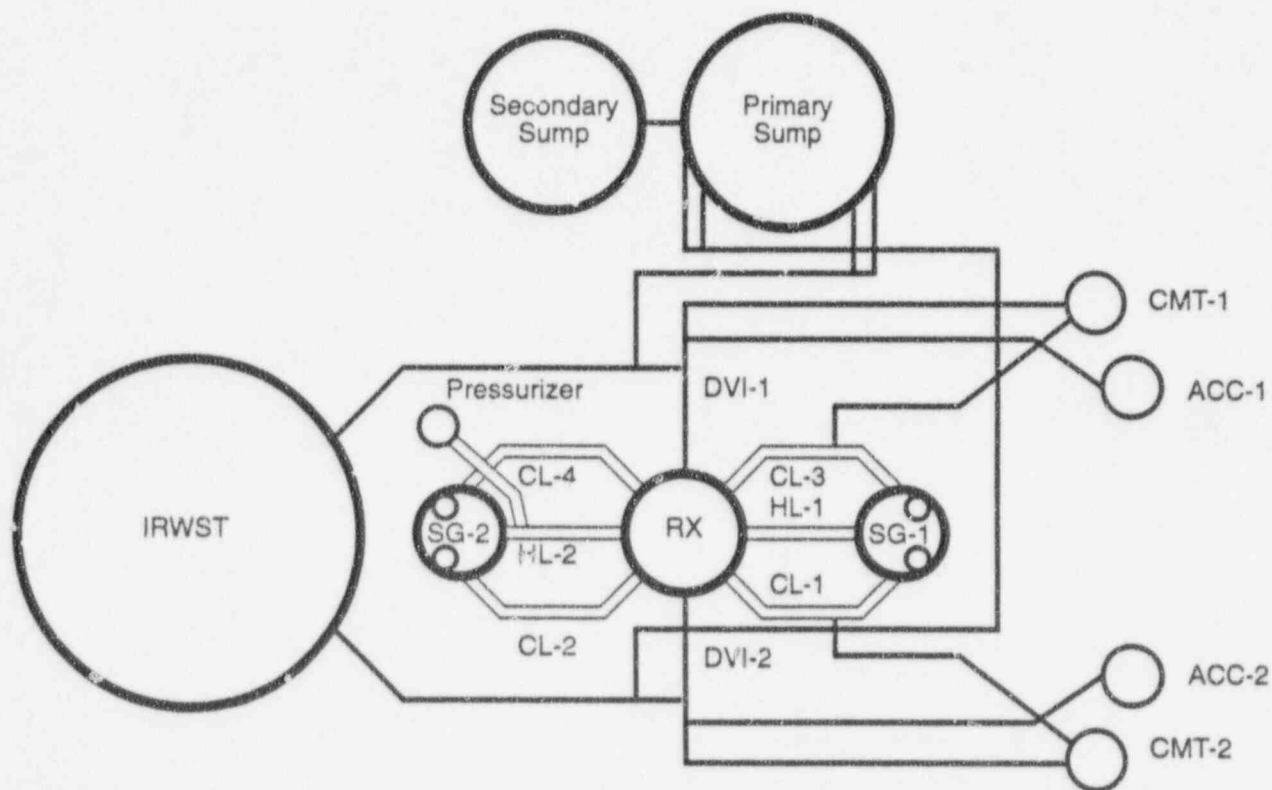 Secondary
Sump
Primary
Sump
CMT-1
ACC-1
Pressurizer
DVI-1
CL-4
CL-3
HL-1
IRWST
SG-2
RX
SG-1
HL-2
CL-1
CL-2
DVI-2
ACC-2
CMT-2